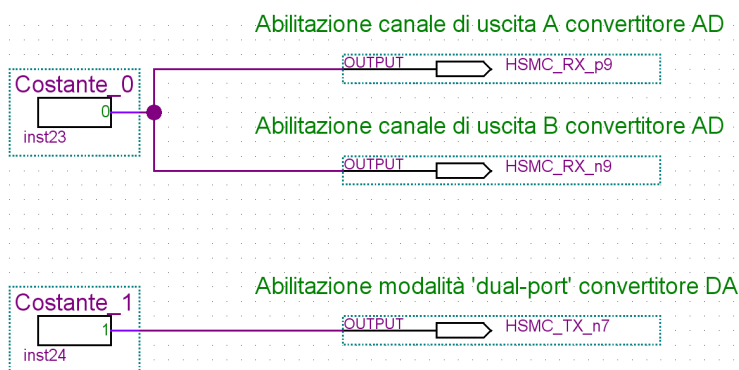 Abilitazione canale di uscita A convertitore AD
OUTPUT HSMC_RX_p9
Costante_0
0
inst23
Abilitazione canale di uscita B convertitore AD
OUTPUT HSMC_RX_n9
Abilitazione modalità 'dual-port' convertitore DA
Costante_1
OUTPUT HSMC_TX_n7
1
inst24